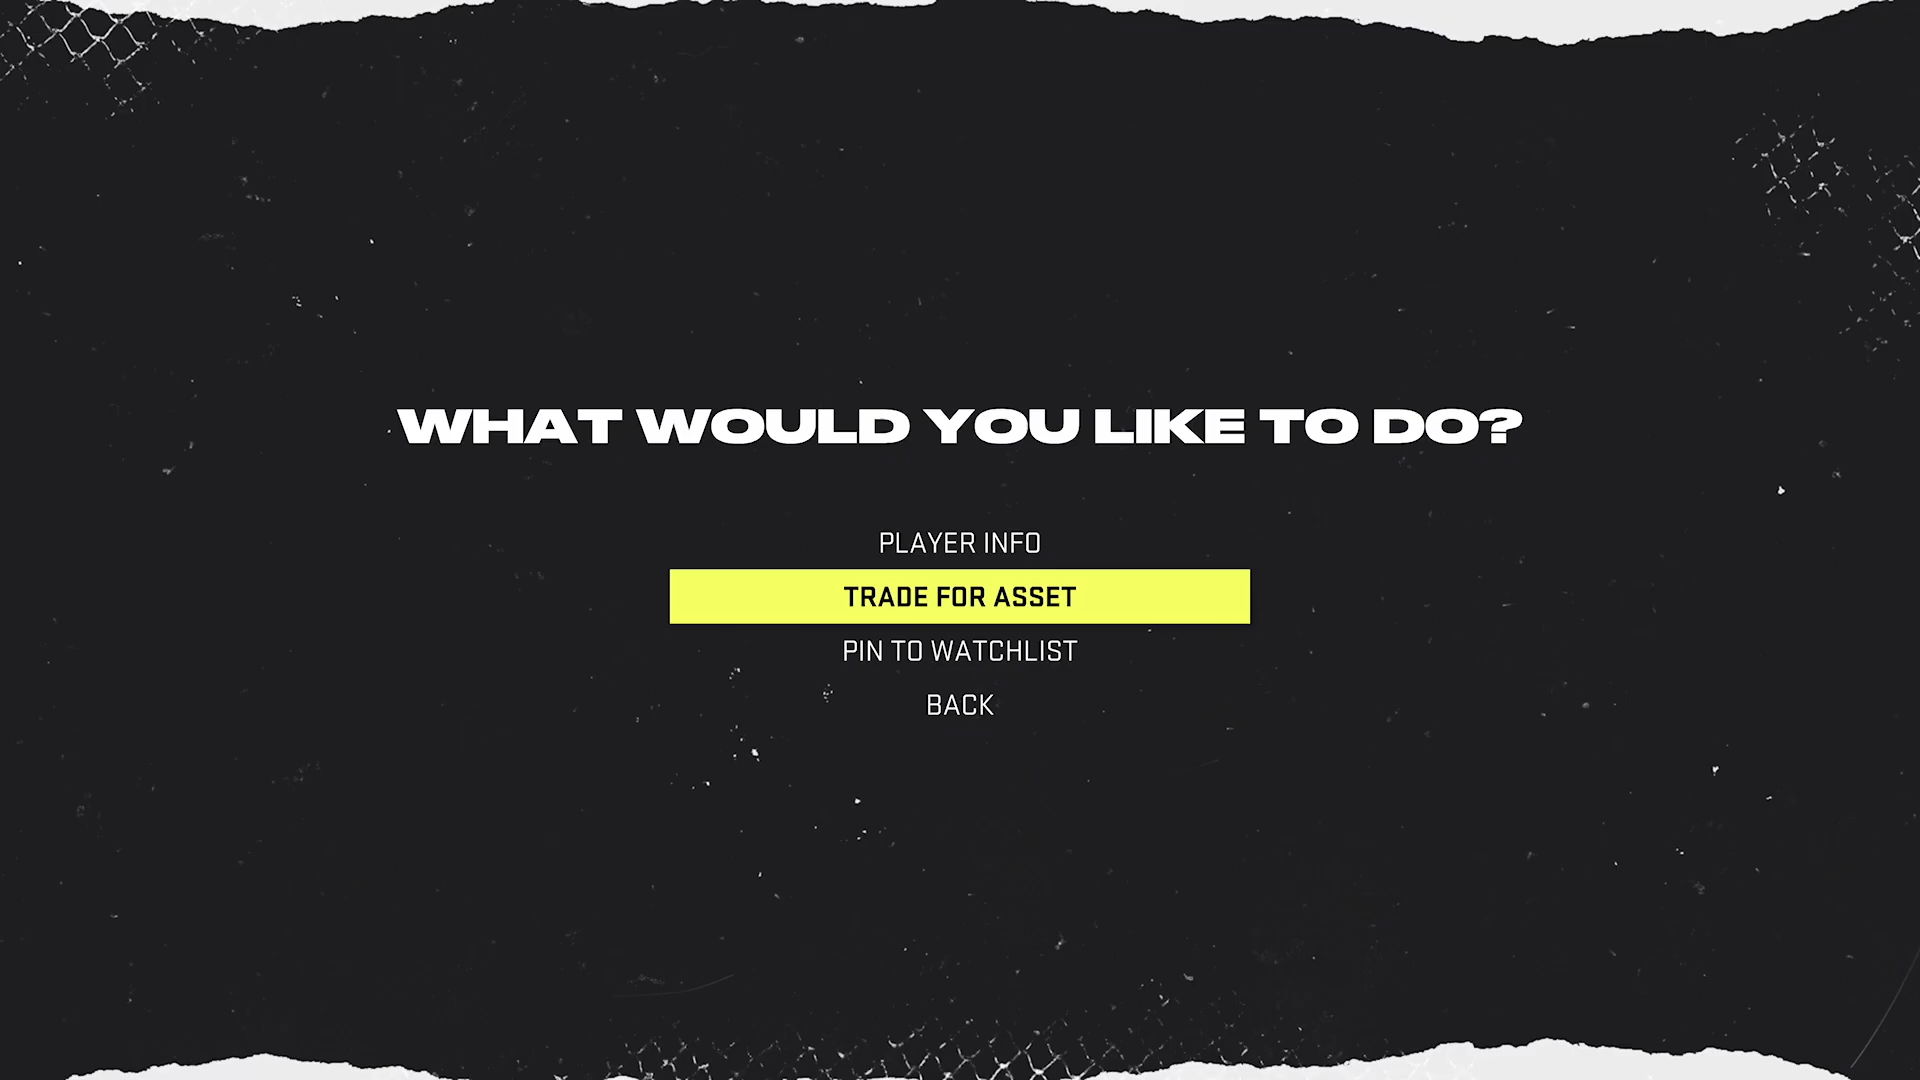 WHAT WOULD YOU LIKE TO DO?
PLAYER INFO
TRADE FOR ASSET
PIN TO WATCHLIST
BACK